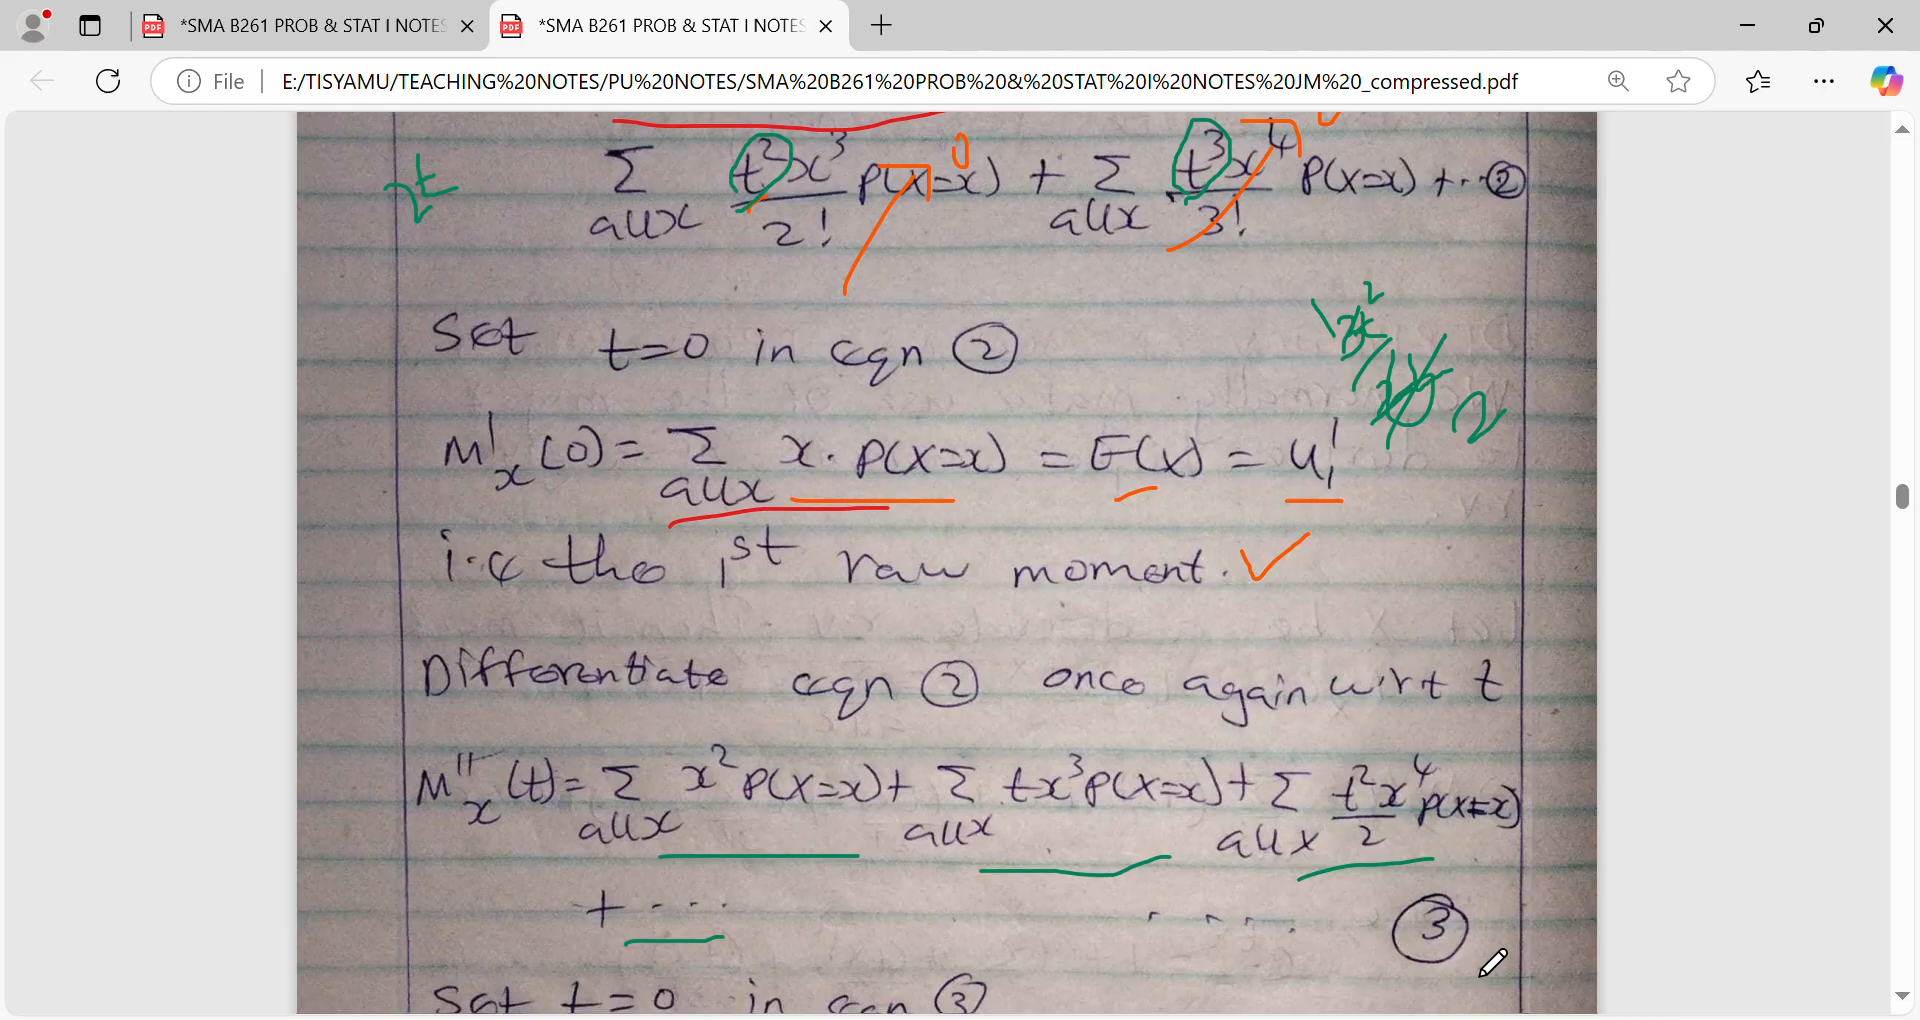 *SMA B261 PROB & STAT I NOTES
*SMA B261 PROB & STAT I NOTES
File
E:/TISYAMU/TEACHING%20NOTES/PU%20NOTES/SMA%20B261%20PROB%20&%20STAT%20I%20NOTES%20JM%20_compressed.pdf
Σ t²x³/2! P(X=x) + Σ t³x⁴/3! P(X=x) + ·· ②
all x all x
0
Set t=0 in eqn ②
M'ₓ(0) = Σ x · P(X=x) = E(X) = u₁'
all x
i.e the 1st raw moment.
Differentiate eqn ② once again w.r.t t
M''ₓ(t) = Σ x² P(X=x) + Σ tx³ P(X=x) + Σ t²x⁴/2 P(X=x)
all x all x all x
+ ··· ··· ③
Set t=0 in eqn ③